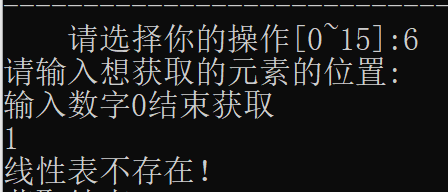 请选择你的操作[0~15]:6
请输入想获取的元素的位置:
输入数字0结束获取
1
线性表不存在!